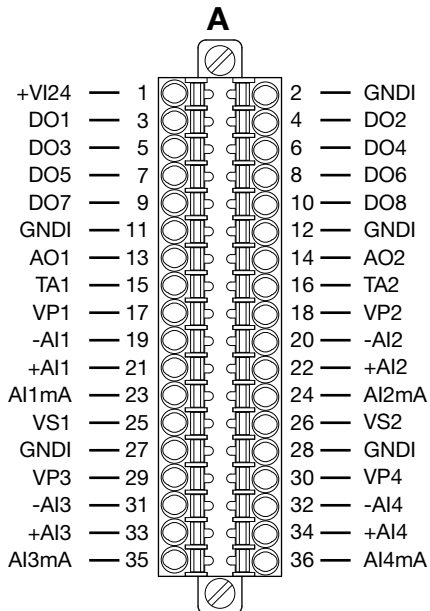 A
+VI24 — 1 2 — GNDI
DO1 — 3 4 — DO2
DO3 — 5 6 — DO4
DO5 — 7 8 — DO6
DO7 — 9 10 — DO8
GNDI — 11 12 — GNDI
AO1 — 13 14 — AO2
TA1 — 15 16 — TA2
VP1 — 17 18 — VP2
-AI1 — 19 20 — -AI2
+AI1 — 21 22 — +AI2
AI1mA — 23 24 — AI2mA
VS1 — 25 26 — VS2
GNDI — 27 28 — GNDI
VP3 — 29 30 — VP4
-AI3 — 31 32 — -AI4
+AI3 — 33 34 — +AI4
AI3mA — 35 36 — AI4mA